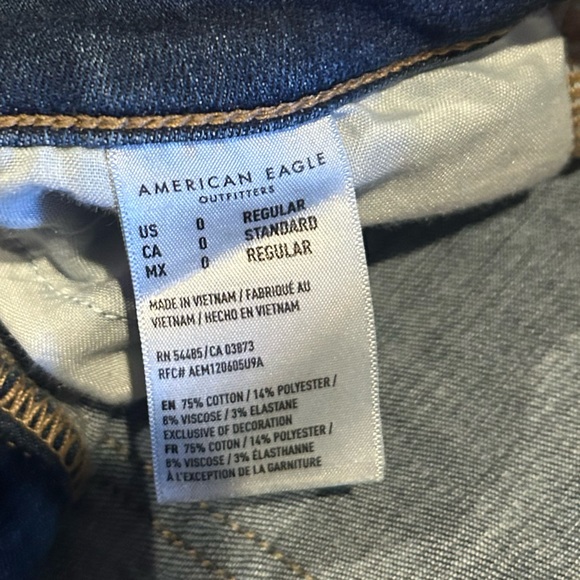 AMERICAN EAGLE
OUTFITTERS
US 0 REGULAR
CA 0 STANDARD
MX 0 REGULAR
MADE IN VIETNAM / FABRIQUÉ AU
VIETNAM / HECHO EN VIETNAM
RN 54485/CA 03873
RFC# AEM120605U9A
EN 75% COTTON / 14% POLYESTER /
8% VISCOSE / 3% ELASTANE
EXCLUSIVE OF DECORATION
FR 75% COTON / 14% POLYESTER /
8% VISCOSE / 3% ÉLASTHANNE
À L'EXCEPTION DE LA GARNITURE